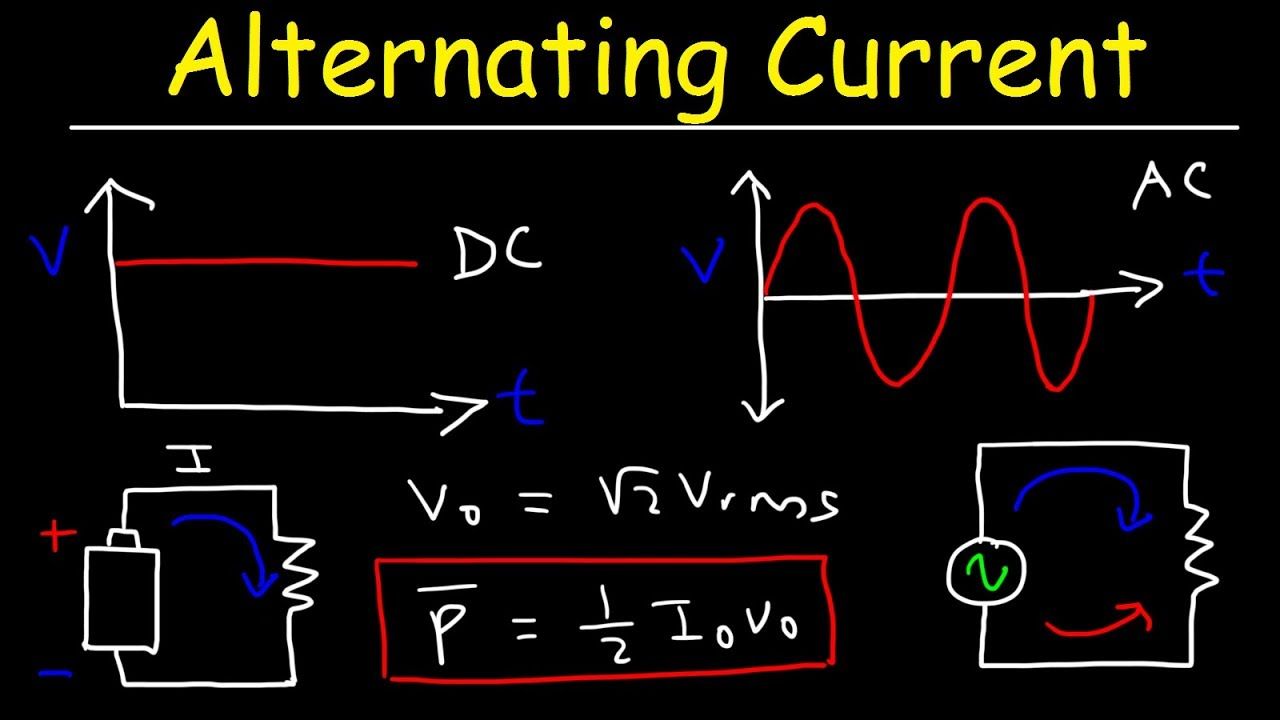 Alternating Current
V
DC
t
V
AC
t
I
+
−
V₀ = √2 Vrms
P̅ = 1/2 I₀V₀